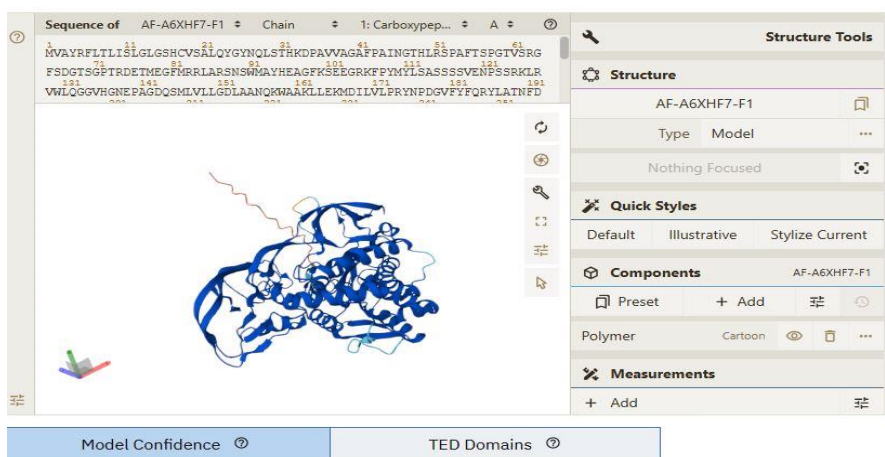 Sequence of AF-A6XHF7-F1 Chain 1: Carboxypep... A
1 11 21 31 41 51 61
MVAYRFLTLISLGLGSHCVSALQYGYNQLSTHKDPAVVAGAFPAINGTHLRSPAFTSPGTVSRG
71 81 91 101 111 121
FSDGTSGPTRDETMEGFMRRLARSNSWMAYHEAGFKSEEGRKFPYMYLSASSSSVENPSSRKLR
131 141 151 161 171 181 191
VWLQGGVHGNEPAGDQSMLVLLGDLAANQKWAAKLLEKMDILVLPRYNPDGVFYFQRYLATNFD
Structure Tools
Structure
AF-A6XHF7-F1
Type Model
Nothing Focused
Quick Styles
Default Illustrative Stylize Current
Components AF-A6XHF7-F1
Preset + Add
Polymer Cartoon
Measurements
+ Add
Model Confidence
TED Domains